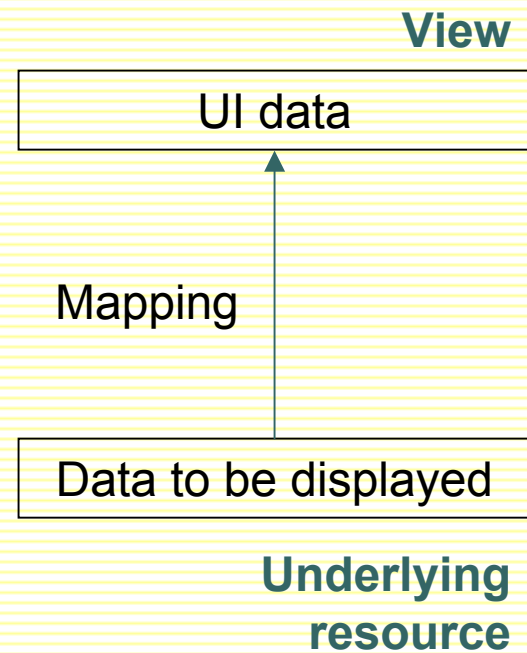 View
UI data
Mapping
Data to be displayed
Underlying
resource